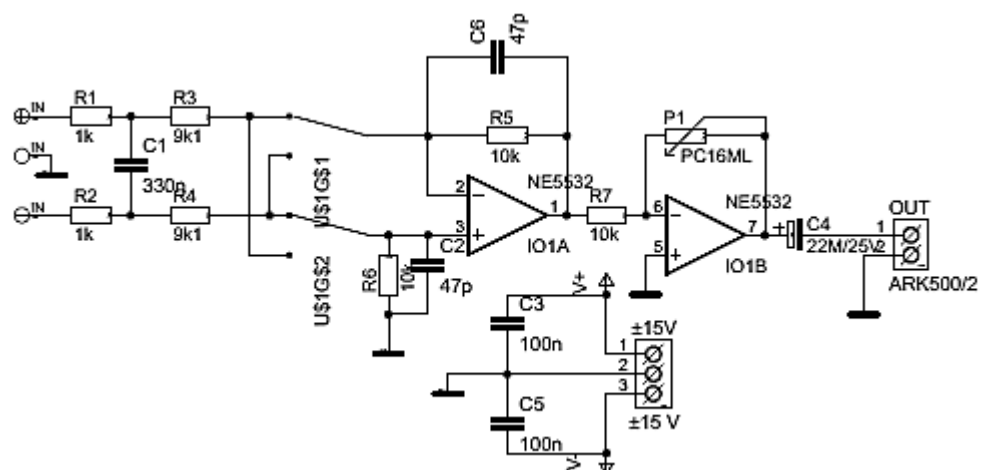 C6
47p
IN
R1
1k
R3
9k1
R5
10k
P1
PC16ML
IN
C1
330n
IN
R2
1k
R4
9k1
U$1G$1
U$1G$2
2
3
1
NE5532
IO1A
C2
47p
R6
10k
R7
10k
6
5
7
NE5532
IO1B
+
C4
22M/25V
OUT
1
2
ARK500/2
V+
C3
100n
±15V
1
2
3
±15 V
C5
100n
V-